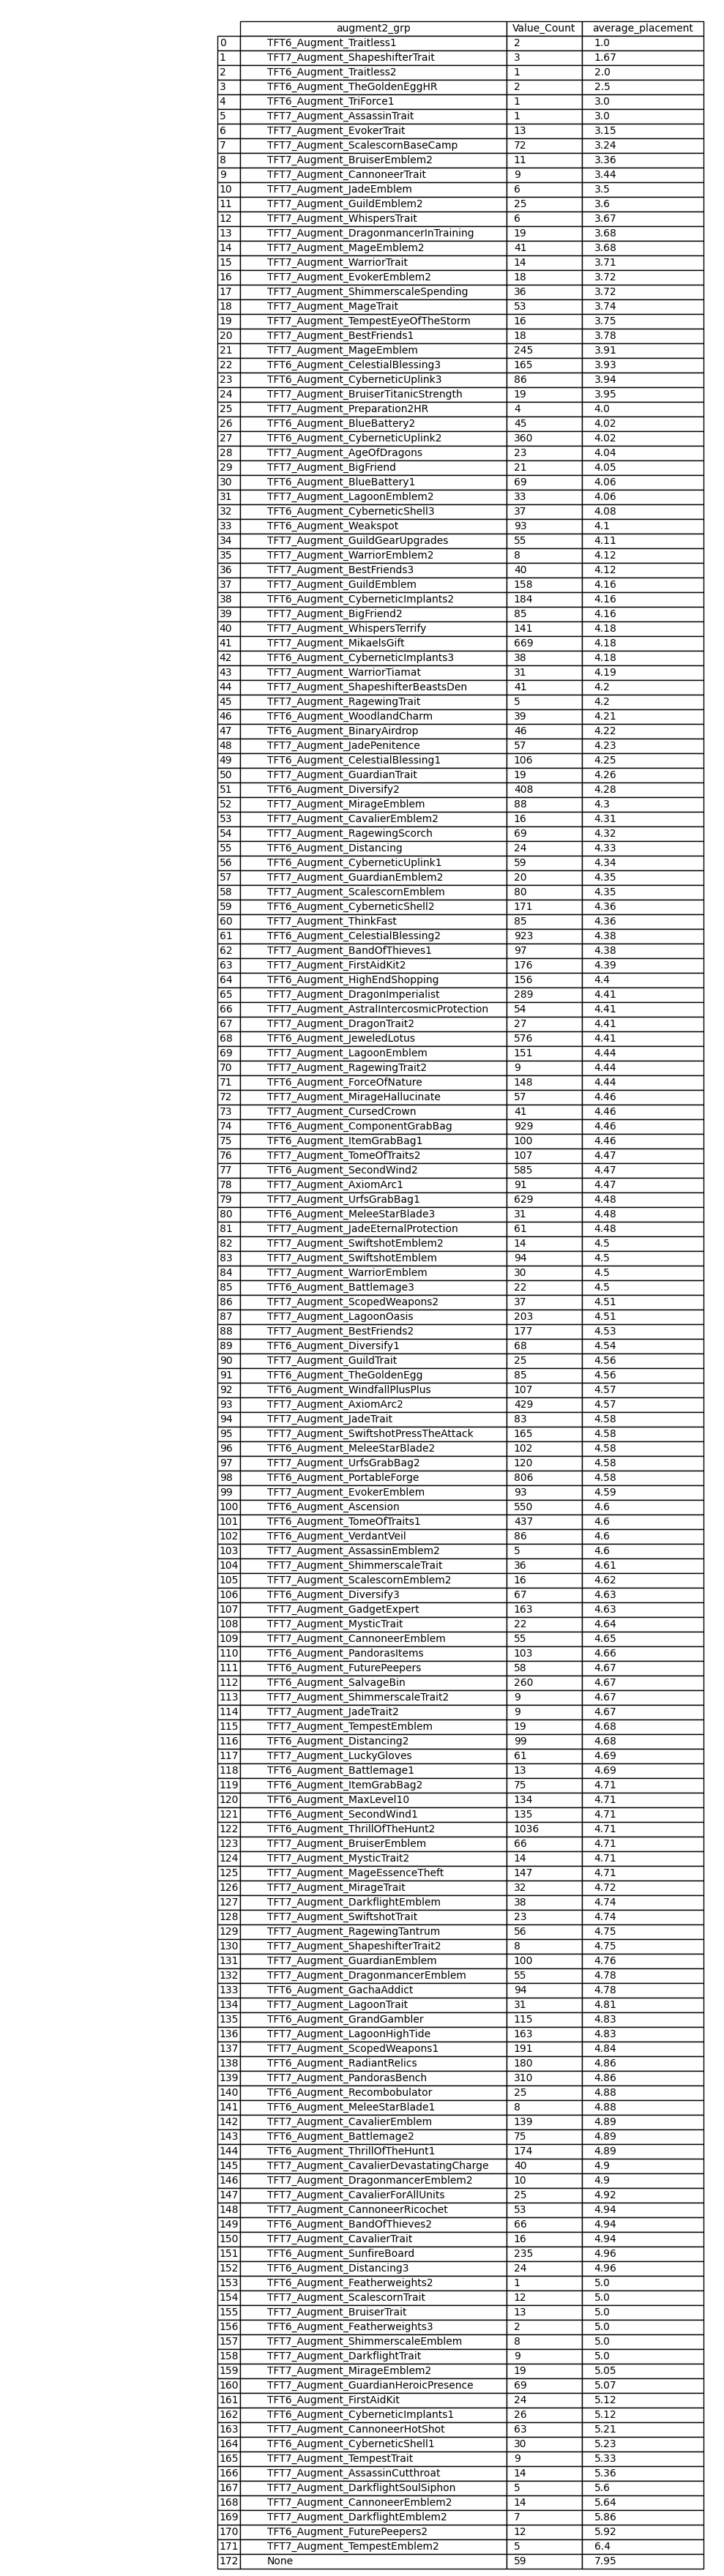 augment2_grp Value_Count average_placement
0 TFT6_Augment_Traitless1 2 1.0
1 TFT7_Augment_ShapeshifterTrait 3 1.67
2 TFT6_Augment_Traitless2 1 2.0
3 TFT6_Augment_TheGoldenEggHR 2 2.5
4 TFT6_Augment_TriForce1 1 3.0
5 TFT7_Augment_AssassinTrait 1 3.0
6 TFT7_Augment_EvokerTrait 13 3.15
7 TFT7_Augment_ScalescornBaseCamp 72 3.24
8 TFT7_Augment_BruiserEmblem2 11 3.36
9 TFT7_Augment_CannoneerTrait 9 3.44
10 TFT7_Augment_JadeEmblem 6 3.5
11 TFT7_Augment_GuildEmblem2 25 3.6
12 TFT7_Augment_WhispersTrait 6 3.67
13 TFT7_Augment_DragonmancerInTraining 19 3.68
14 TFT7_Augment_MageEmblem2 41 3.68
15 TFT7_Augment_WarriorTrait 14 3.71
16 TFT7_Augment_EvokerEmblem2 18 3.72
17 TFT7_Augment_ShimmerscaleSpending 36 3.72
18 TFT7_Augment_MageTrait 53 3.74
19 TFT7_Augment_TempestEyeOfTheStorm 16 3.75
20 TFT7_Augment_BestFriends1 18 3.78
21 TFT7_Augment_MageEmblem 245 3.91
22 TFT6_Augment_CelestialBlessing3 165 3.93
23 TFT6_Augment_CyberneticUplink3 86 3.94
24 TFT7_Augment_BruiserTitanicStrength 19 3.95
25 TFT7_Augment_Preparation2HR 4 4.0
26 TFT6_Augment_BlueBattery2 45 4.02
27 TFT6_Augment_CyberneticUplink2 360 4.02
28 TFT7_Augment_AgeOfDragons 23 4.04
29 TFT7_Augment_BigFriend 21 4.05
30 TFT6_Augment_BlueBattery1 69 4.06
31 TFT7_Augment_LagoonEmblem2 33 4.06
32 TFT6_Augment_CyberneticShell3 37 4.08
33 TFT6_Augment_Weakspot 93 4.1
34 TFT7_Augment_GuildGearUpgrades 55 4.11
35 TFT7_Augment_WarriorEmblem2 8 4.12
36 TFT7_Augment_BestFriends3 40 4.12
37 TFT7_Augment_GuildEmblem 158 4.16
38 TFT6_Augment_CyberneticImplants2 184 4.16
39 TFT7_Augment_BigFriend2 85 4.16
40 TFT7_Augment_WhispersTerrify 141 4.18
41 TFT7_Augment_MikaelsGift 669 4.18
42 TFT6_Augment_CyberneticImplants3 38 4.18
43 TFT7_Augment_WarriorTiamat 31 4.19
44 TFT7_Augment_ShapeshifterBeastsDen 41 4.2
45 TFT7_Augment_RagewingTrait 5 4.2
46 TFT6_Augment_WoodlandCharm 39 4.21
47 TFT6_Augment_BinaryAirdrop 46 4.22
48 TFT7_Augment_JadePenitence 57 4.23
49 TFT6_Augment_CelestialBlessing1 106 4.25
50 TFT7_Augment_GuardianTrait 19 4.26
51 TFT6_Augment_Diversify2 408 4.28
52 TFT7_Augment_MirageEmblem 88 4.3
53 TFT7_Augment_CavalierEmblem2 16 4.31
54 TFT7_Augment_RagewingScorch 69 4.32
55 TFT6_Augment_Distancing 24 4.33
56 TFT6_Augment_CyberneticUplink1 59 4.34
57 TFT7_Augment_GuardianEmblem2 20 4.35
58 TFT7_Augment_ScalescornEmblem 80 4.35
59 TFT6_Augment_CyberneticShell2 171 4.36
60 TFT7_Augment_ThinkFast 85 4.36
61 TFT6_Augment_CelestialBlessing2 923 4.38
62 TFT7_Augment_BandOfThieves1 97 4.38
63 TFT7_Augment_FirstAidKit2 176 4.39
64 TFT6_Augment_HighEndShopping 156 4.4
65 TFT7_Augment_DragonImperialist 289 4.41
66 TFT7_Augment_AstralIntercosmicProtection 54 4.41
67 TFT7_Augment_DragonTrait2 27 4.41
68 TFT6_Augment_JeweledLotus 576 4.41
69 TFT7_Augment_LagoonEmblem 151 4.44
70 TFT7_Augment_RagewingTrait2 9 4.44
71 TFT6_Augment_ForceOfNature 148 4.44
72 TFT7_Augment_MirageHallucinate 57 4.46
73 TFT7_Augment_CursedCrown 41 4.46
74 TFT6_Augment_ComponentGrabBag 929 4.46
75 TFT6_Augment_ItemGrabBag1 100 4.46
76 TFT7_Augment_TomeOfTraits2 107 4.47
77 TFT6_Augment_SecondWind2 585 4.47
78 TFT7_Augment_AxiomArc1 91 4.47
79 TFT7_Augment_UrfsGrabBag1 629 4.48
80 TFT6_Augment_MeleeStarBlade3 31 4.48
81 TFT7_Augment_JadeEternalProtection 61 4.48
82 TFT7_Augment_SwiftshotEmblem2 14 4.5
83 TFT7_Augment_SwiftshotEmblem 94 4.5
84 TFT7_Augment_WarriorEmblem 30 4.5
85 TFT6_Augment_Battlemage3 22 4.5
86 TFT7_Augment_ScopedWeapons2 37 4.51
87 TFT7_Augment_LagoonOasis 203 4.51
88 TFT7_Augment_BestFriends2 177 4.53
89 TFT6_Augment_Diversify1 68 4.54
90 TFT7_Augment_GuildTrait 25 4.56
91 TFT6_Augment_TheGoldenEgg 85 4.56
92 TFT6_Augment_WindfallPlusPlus 107 4.57
93 TFT7_Augment_AxiomArc2 429 4.57
94 TFT7_Augment_JadeTrait 83 4.58
95 TFT7_Augment_SwiftshotPressTheAttack 165 4.58
96 TFT6_Augment_MeleeStarBlade2 102 4.58
97 TFT7_Augment_UrfsGrabBag2 120 4.58
98 TFT6_Augment_PortableForge 806 4.58
99 TFT7_Augment_EvokerEmblem 93 4.59
100 TFT6_Augment_Ascension 550 4.6
101 TFT6_Augment_TomeOfTraits1 437 4.6
102 TFT6_Augment_VerdantVeil 86 4.6
103 TFT7_Augment_AssassinEmblem2 5 4.6
104 TFT7_Augment_ShimmerscaleTrait 36 4.61
105 TFT7_Augment_ScalescornEmblem2 16 4.62
106 TFT6_Augment_Diversify3 67 4.63
107 TFT7_Augment_GadgetExpert 163 4.63
108 TFT7_Augment_MysticTrait 22 4.64
109 TFT7_Augment_CannoneerEmblem 55 4.65
110 TFT6_Augment_PandorasItems 103 4.66
111 TFT7_Augment_FuturePeepers 58 4.67
112 TFT6_Augment_SalvageBin 260 4.67
113 TFT7_Augment_ShimmerscaleTrait2 9 4.67
114 TFT7_Augment_JadeTrait2 9 4.67
115 TFT7_Augment_TempestEmblem 19 4.68
116 TFT6_Augment_Distancing2 99 4.68
117 TFT7_Augment_LuckyGloves 61 4.69
118 TFT6_Augment_Battlemage1 13 4.69
119 TFT6_Augment_ItemGrabBag2 75 4.71
120 TFT6_Augment_MaxLevel10 134 4.71
121 TFT6_Augment_SecondWind1 135 4.71
122 TFT6_Augment_ThrillOfTheHunt2 1036 4.71
123 TFT7_Augment_BruiserEmblem 66 4.71
124 TFT7_Augment_MysticTrait2 14 4.71
125 TFT7_Augment_MageEssenceTheft 147 4.71
126 TFT7_Augment_MirageTrait 32 4.72
127 TFT7_Augment_DarkflightEmblem 38 4.74
128 TFT7_Augment_SwiftshotTrait 23 4.74
129 TFT7_Augment_RagewingTantrum 56 4.75
130 TFT7_Augment_ShapeshifterTrait2 8 4.75
131 TFT7_Augment_GuardianEmblem 100 4.76
132 TFT7_Augment_DragonmancerEmblem 55 4.78
133 TFT6_Augment_GachaAddict 94 4.78
134 TFT7_Augment_LagoonTrait 31 4.81
135 TFT6_Augment_GrandGambler 115 4.83
136 TFT7_Augment_LagoonHighTide 163 4.83
137 TFT7_Augment_ScopedWeapons1 191 4.84
138 TFT6_Augment_RadiantRelics 180 4.86
139 TFT7_Augment_PandorasBench 310 4.86
140 TFT6_Augment_Recombobulator 25 4.88
141 TFT6_Augment_MeleeStarBlade1 8 4.88
142 TFT7_Augment_CavalierEmblem 139 4.89
143 TFT6_Augment_Battlemage2 75 4.89
144 TFT6_Augment_ThrillOfTheHunt1 174 4.89
145 TFT7_Augment_CavalierDevastatingCharge 40 4.9
146 TFT7_Augment_DragonmancerEmblem2 10 4.9
147 TFT7_Augment_CavalierForAllUnits 25 4.92
148 TFT7_Augment_CannoneerRicochet 53 4.94
149 TFT6_Augment_BandOfThieves2 66 4.94
150 TFT7_Augment_CavalierTrait 16 4.94
151 TFT6_Augment_SunfireBoard 235 4.96
152 TFT6_Augment_Distancing3 24 4.96
153 TFT6_Augment_Featherweights2 1 5.0
154 TFT7_Augment_ScalescornTrait 12 5.0
155 TFT7_Augment_BruiserTrait 13 5.0
156 TFT6_Augment_Featherweights3 2 5.0
157 TFT7_Augment_ShimmerscaleEmblem 8 5.0
158 TFT7_Augment_DarkflightTrait 9 5.0
159 TFT7_Augment_MirageEmblem2 19 5.05
160 TFT7_Augment_GuardianHeroicPresence 69 5.07
161 TFT6_Augment_FirstAidKit 24 5.12
162 TFT6_Augment_CyberneticImplants1 26 5.12
163 TFT7_Augment_CannoneerHotShot 63 5.21
164 TFT6_Augment_CyberneticShell1 30 5.23
165 TFT7_Augment_TempestTrait 9 5.33
166 TFT7_Augment_AssassinCutthroat 14 5.36
167 TFT7_Augment_DarkflightSoulSiphon 5 5.6
168 TFT7_Augment_CannoneerEmblem2 14 5.64
169 TFT7_Augment_DarkflightEmblem2 7 5.86
170 TFT7_Augment_FuturePeepers2 12 5.92
171 TFT7_Augment_TempestEmblem2 5 6.4
172 None 59 7.95